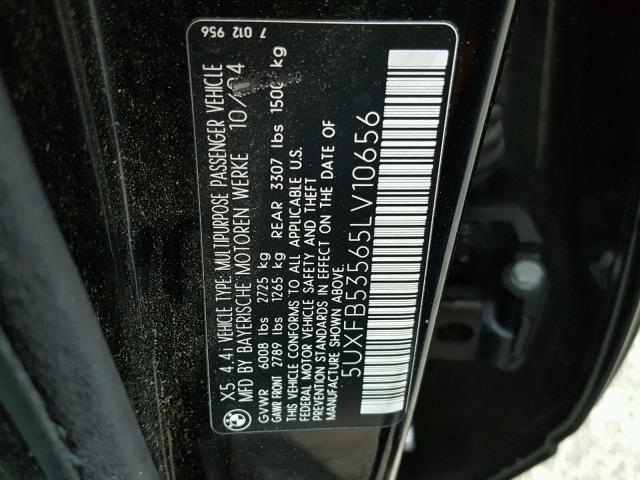 X5 4.4i VEHICLE TYPE: MULTIPURPOSE PASSENGER VEHICLE
MFD BY BAYERISCHE MOTOREN WERKE 10/04
GVWR 6008 lbs 2725 kg
GAWR FRONT 2789 lbs 1265 kg REAR 3307 lbs 1500 kg
THIS VEHICLE CONFORMS TO ALL APPLICABLE U.S.
FEDERAL MOTOR VEHICLE SAFETY AND THEFT
PREVENTION STANDARDS IN EFFECT ON THE DATE OF
MANUFACTURE SHOWN ABOVE.
5UXFB53565LV10656
7 012 956